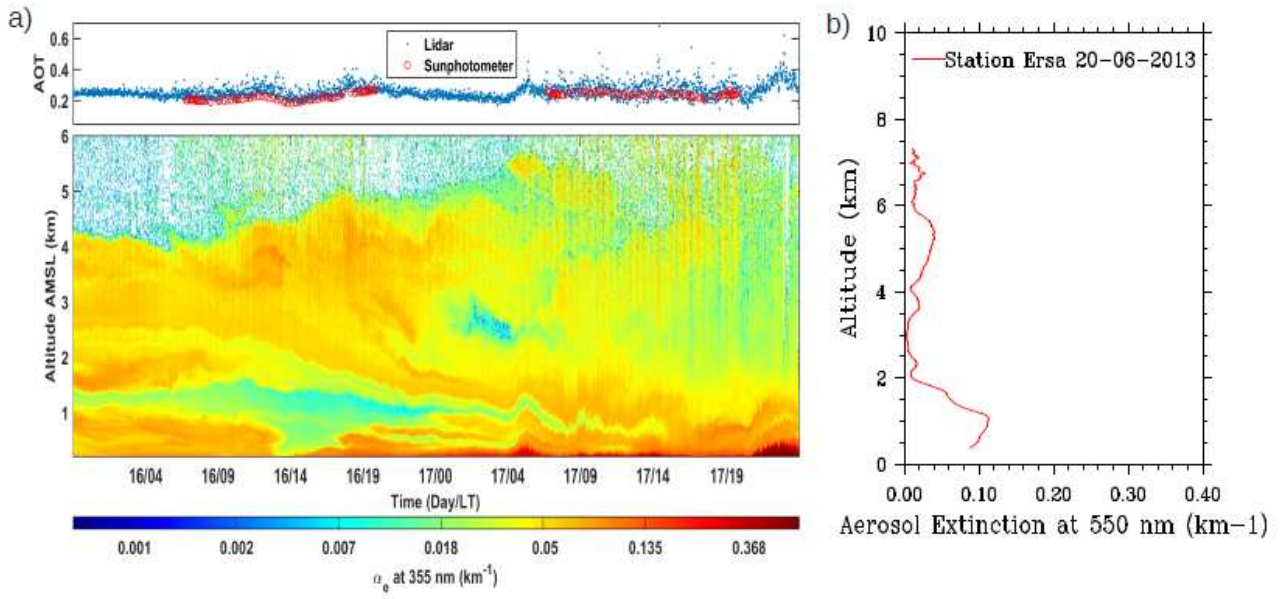 a)
0.6
0.4
0.2
AOT
Lidar
Sunphotometer
6
5
4
3
2
1
Altitude AMSL (km)
16/04 16/09 16/14 16/19 17/00 17/04 17/09 17/14 17/19
Time (Day/LT)
0.001 0.002 0.007 0.018 0.05 0.135 0.368
αe at 355 nm (km-1)
b)
10
8
6
4
2
0
Altitude (km)
Station Ersa 20-06-2013
0.00 0.10 0.20 0.30 0.40
Aerosol Extinction at 550 nm (km-1)